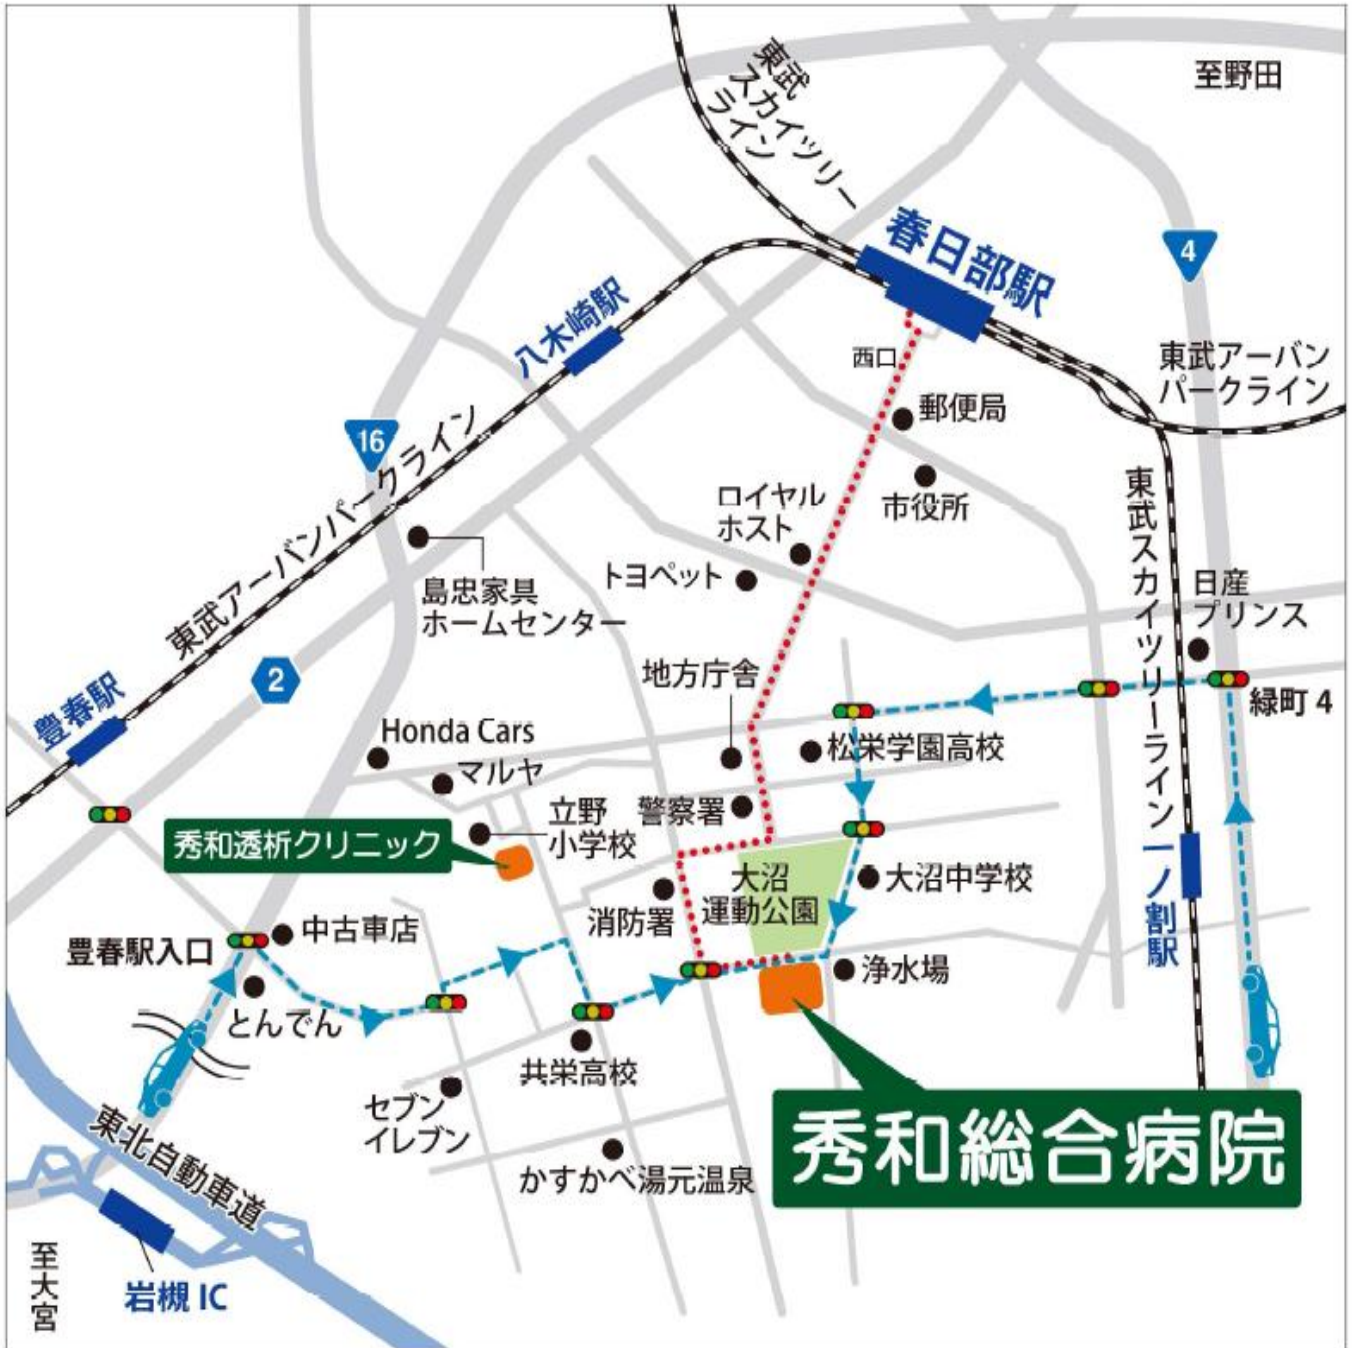 東武
スカイツリー
ライン
至野田
春日部駅
4
八木崎駅
西口
東武アーバン
パークライン
郵便局
16
東武アーバンパークライン
ロイヤル
ホスト
市役所
東武スカイツリーライン
トヨペット
島忠家具
ホームセンター
日産
プリンス
地方庁舎
2
豊春駅
緑町 4
Honda Cars
マルヤ
松栄学園高校
立野
小学校
警察署
秀和透析クリニック
大沼
運動公園
大沼中学校
一ノ割駅
消防署
中古車店
豊春駅入口
浄水場
とんでん
共栄高校
セブン
イレブン
東北自動車道
秀和総合病院
かすかべ湯元温泉
至大宮
岩槻 IC